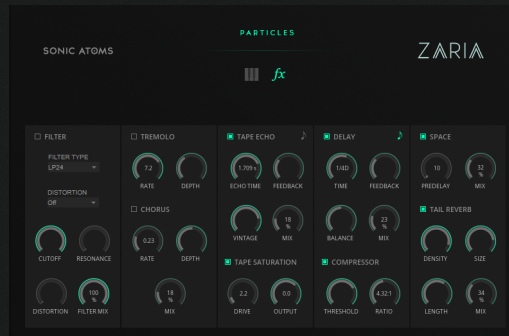 PARTICLES
SONIC ATOMS
ZARIA
fx
FILTER
FILTER TYPE
LP24
DISTORTION
Off
CUTOFF RESONANCE
100 %
DISTORTION FILTER MIX
TREMOLO
7.2
RATE DEPTH
CHORUS
0.23
RATE DEPTH
18 %
MIX
TAPE ECHO
1.709 s
ECHO TIME FEEDBACK
18 %
VINTAGE MIX
TAPE SATURATION
2.2 0.0
DRIVE OUTPUT
DELAY
1/4D
TIME FEEDBACK
23 %
BALANCE MIX
COMPRESSOR
4.32:1
THRESHOLD RATIO
SPACE
10 32 %
PREDELAY MIX
TAIL REVERB
DENSITY SIZE
34 %
LENGTH MIX